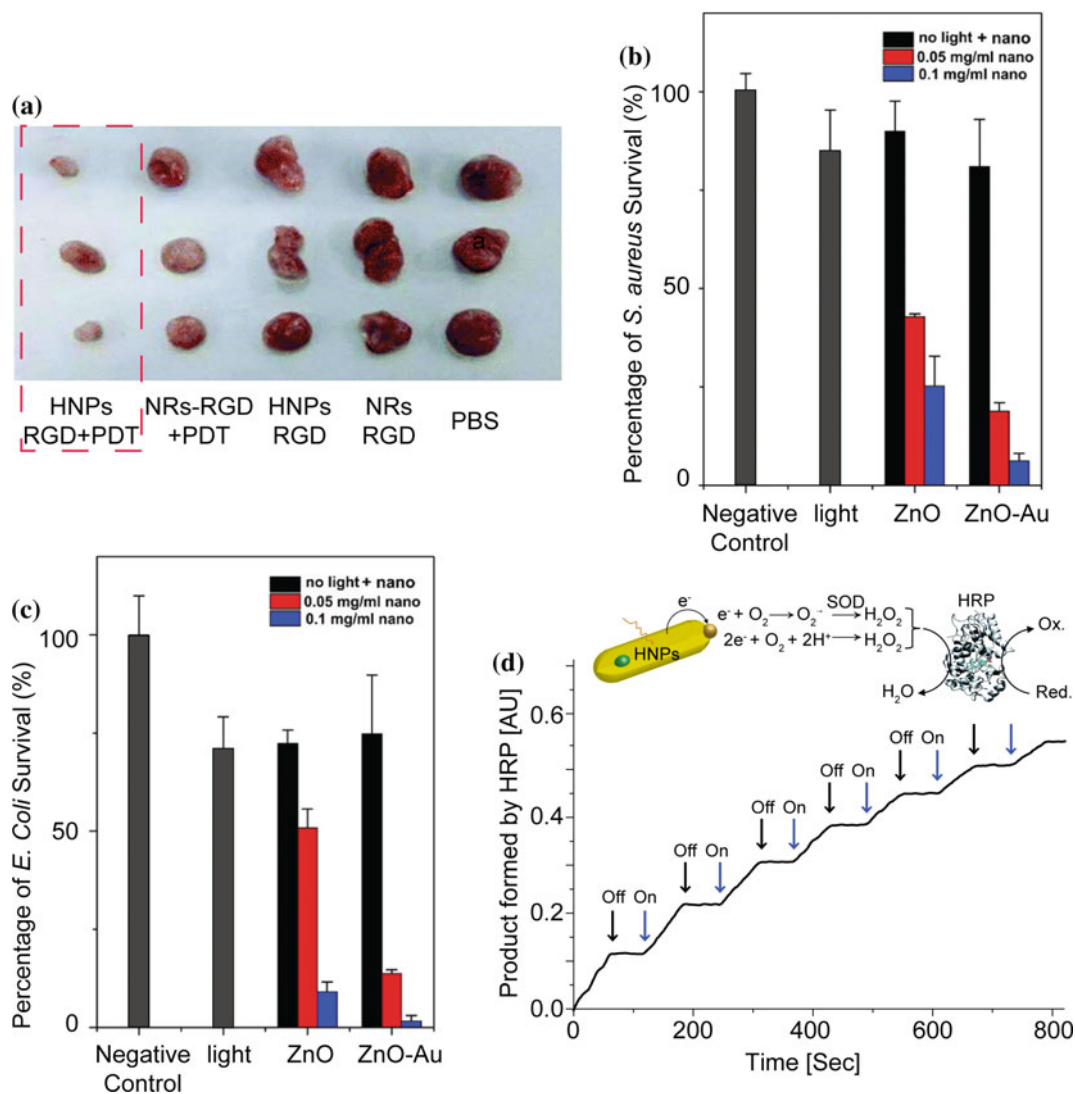 (a)
a
HNPs
RGD+PDT
NRs-RGD
+PDT
HNPs
RGD
NRs
RGD
PBS
(b)
no light + nano
0.05 mg/ml nano
0.1 mg/ml nano
Percentage of S. aureus Survival (%)
100
50
0
Negative
Control
light
ZnO
ZnO-Au
(c)
no light + nano
0.05 mg/ml nano
0.1 mg/ml nano
Percentage of E. Coli Survival (%)
100
50
0
Negative
Control
light
ZnO
ZnO-Au
(d)
e-
HNPs
e- + O2 → O2·- SOD → H2O2
2e- + O2 + 2H+ → H2O2
HRP
Ox.
H2O
Red.
Product formed by HRP [AU]
0.6
0.4
0.2
0.0
Off On
Off On
Off On
Off On
Off On
0 200 400 600 800
Time [Sec]